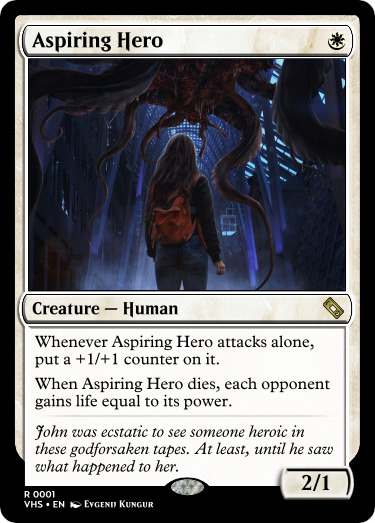 Aspiring Hero
Creature — Human
Whenever Aspiring Hero attacks alone,
put a +1/+1 counter on it.
When Aspiring Hero dies, each opponent
gains life equal to its power.
John was ecstatic to see someone heroic in
these godforsaken tapes. At least, until he saw
what happened to her.
2/1
R 0001
VHS • EN Evgenij Kungur